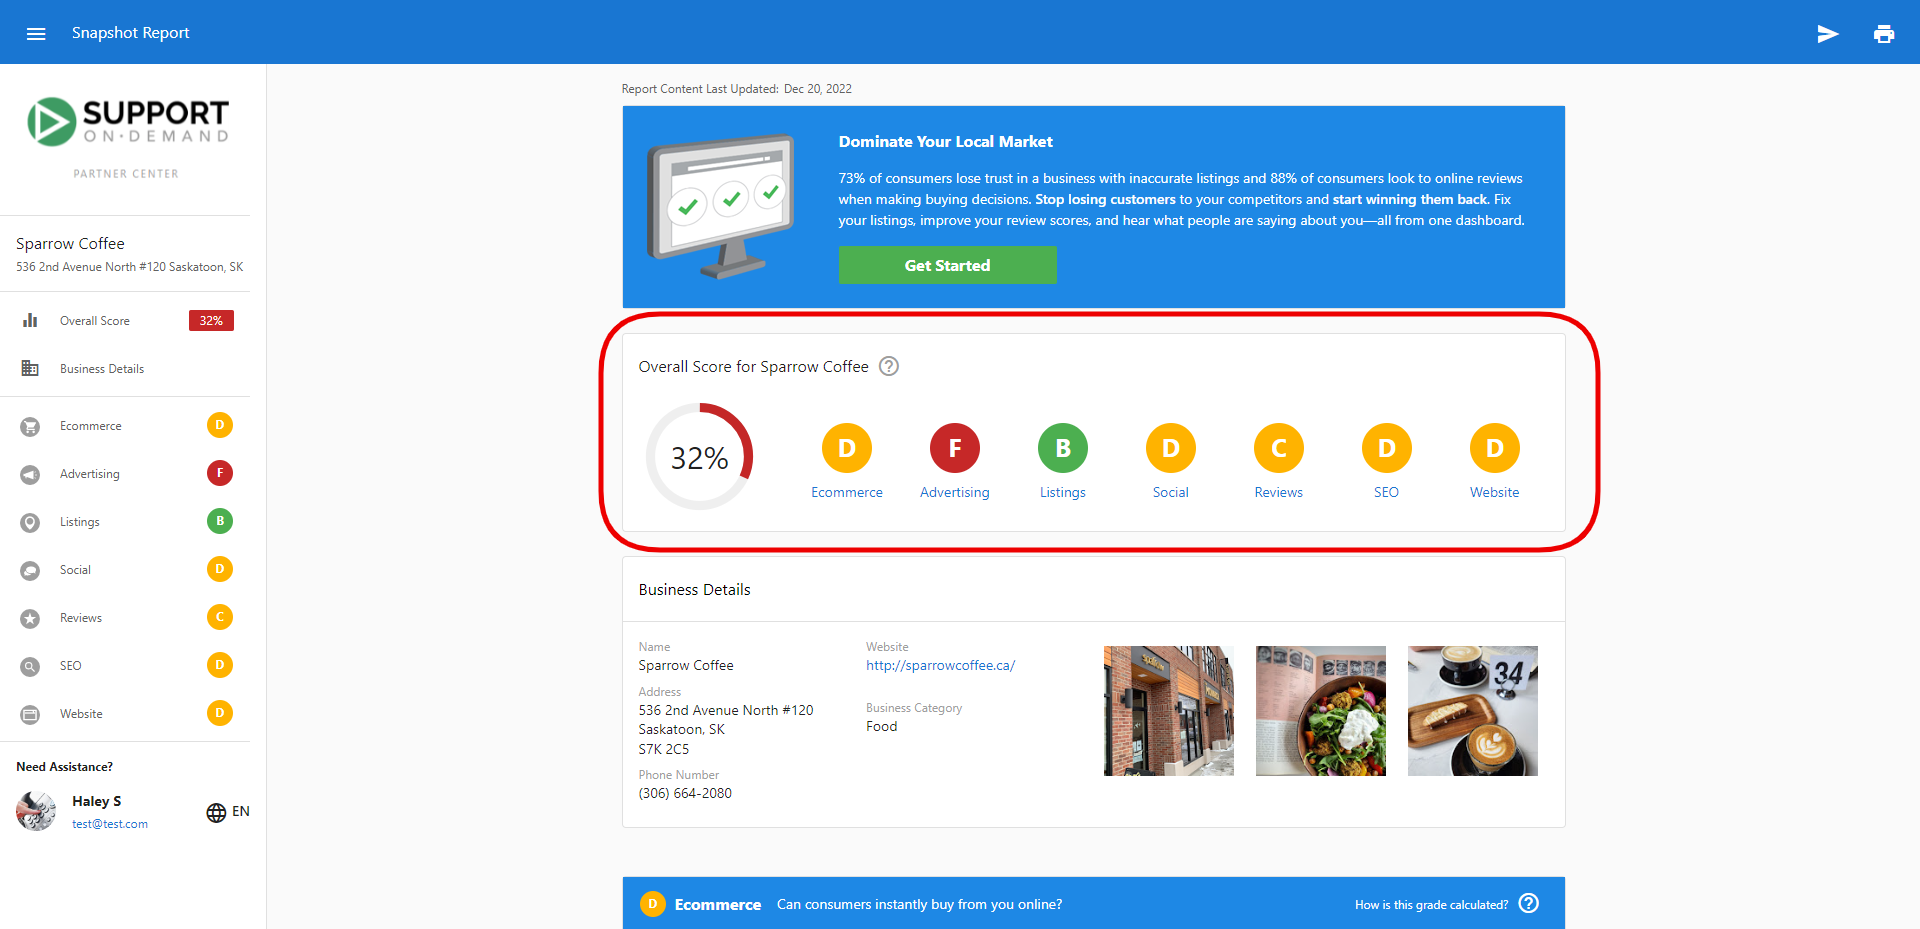 Snapshot Report
SUPPORT
ON·DEMAND
PARTNER CENTER
Sparrow Coffee
536 2nd Avenue North #120 Saskatoon, SK
Overall Score 32%
Business Details
Ecommerce D
Advertising F
Listings B
Social D
Reviews C
SEO D
Website D
Need Assistance?
Haley S
test@test.com
EN
Report Content Last Updated: Dec 20, 2022
Dominate Your Local Market
73% of consumers lose trust in a business with inaccurate listings and 88% of consumers look to online reviews
when making buying decisions. Stop losing customers to your competitors and start winning them back. Fix
your listings, improve your review scores, and hear what people are saying about you—all from one dashboard.
Get Started
Overall Score for Sparrow Coffee ?
32%
D F B D C D D
Ecommerce Advertising Listings Social Reviews SEO Website
Business Details
Name
Sparrow Coffee
Address
536 2nd Avenue North #120
Saskatoon, SK
S7K 2C5
Phone Number
(306) 664-2080
Website
http://sparrowcoffee.ca/
Business Category
Food
34
D Ecommerce Can consumers instantly buy from you online?
How is this grade calculated? ?